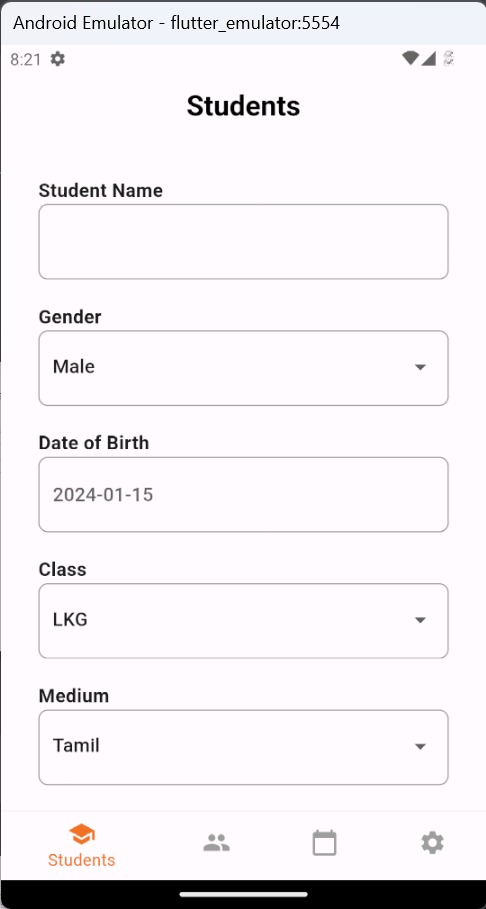 Android Emulator - flutter_emulator:5554
8:21
Students
Student Name
Gender
Male
Date of Birth
2024-01-15
Class
LKG
Medium
Tamil
Students